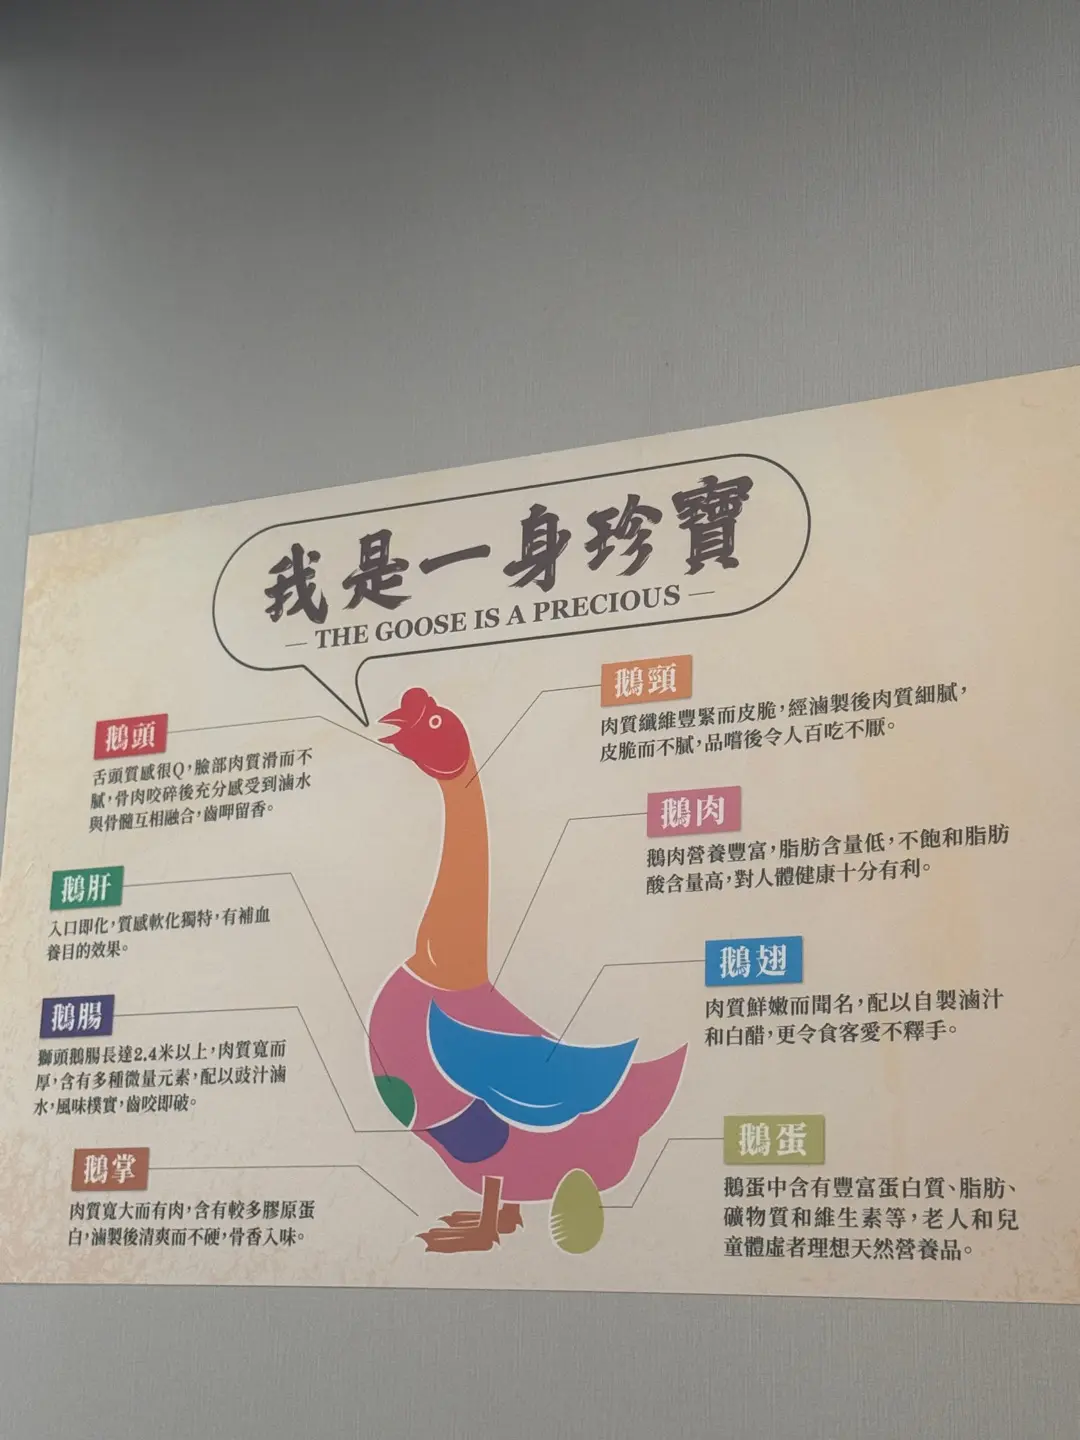 我是一身珍寶
— THE GOOSE IS A PRECIOUS —
鵝頭
舌頭質感很Q，臉部肉質滑而不
膩，骨肉咬碎後充分感受到滷水
與骨髓互相融合，齒呷留香。
鵝肝
入口即化，質感軟化獨特，有補血
養目的效果。
鵝腸
獅頭鵝腸長達2.4米以上，肉質寬而
厚，含有多種微量元素，配以豉汁滷
水，風味樸實，齒咬即破。
鵝掌
肉質寬大而有肉，含有較多膠原蛋
白，滷製後清爽而不硬，骨香入味。
鵝頸
肉質纖維豐緊而皮脆，經滷製後肉質細膩，
皮脆而不膩，品嚐後令人百吃不厭。
鵝肉
鵝肉營養豐富，脂肪含量低，不飽和脂肪
酸含量高，對人體健康十分有利。
鵝翅
肉質鮮嫩而聞名，配以自製滷汁
和白醋，更令食客愛不釋手。
鵝蛋
鵝蛋中含有豐富蛋白質、脂肪、
礦物質和維生素等，老人和兒
童體虛者理想天然營養品。